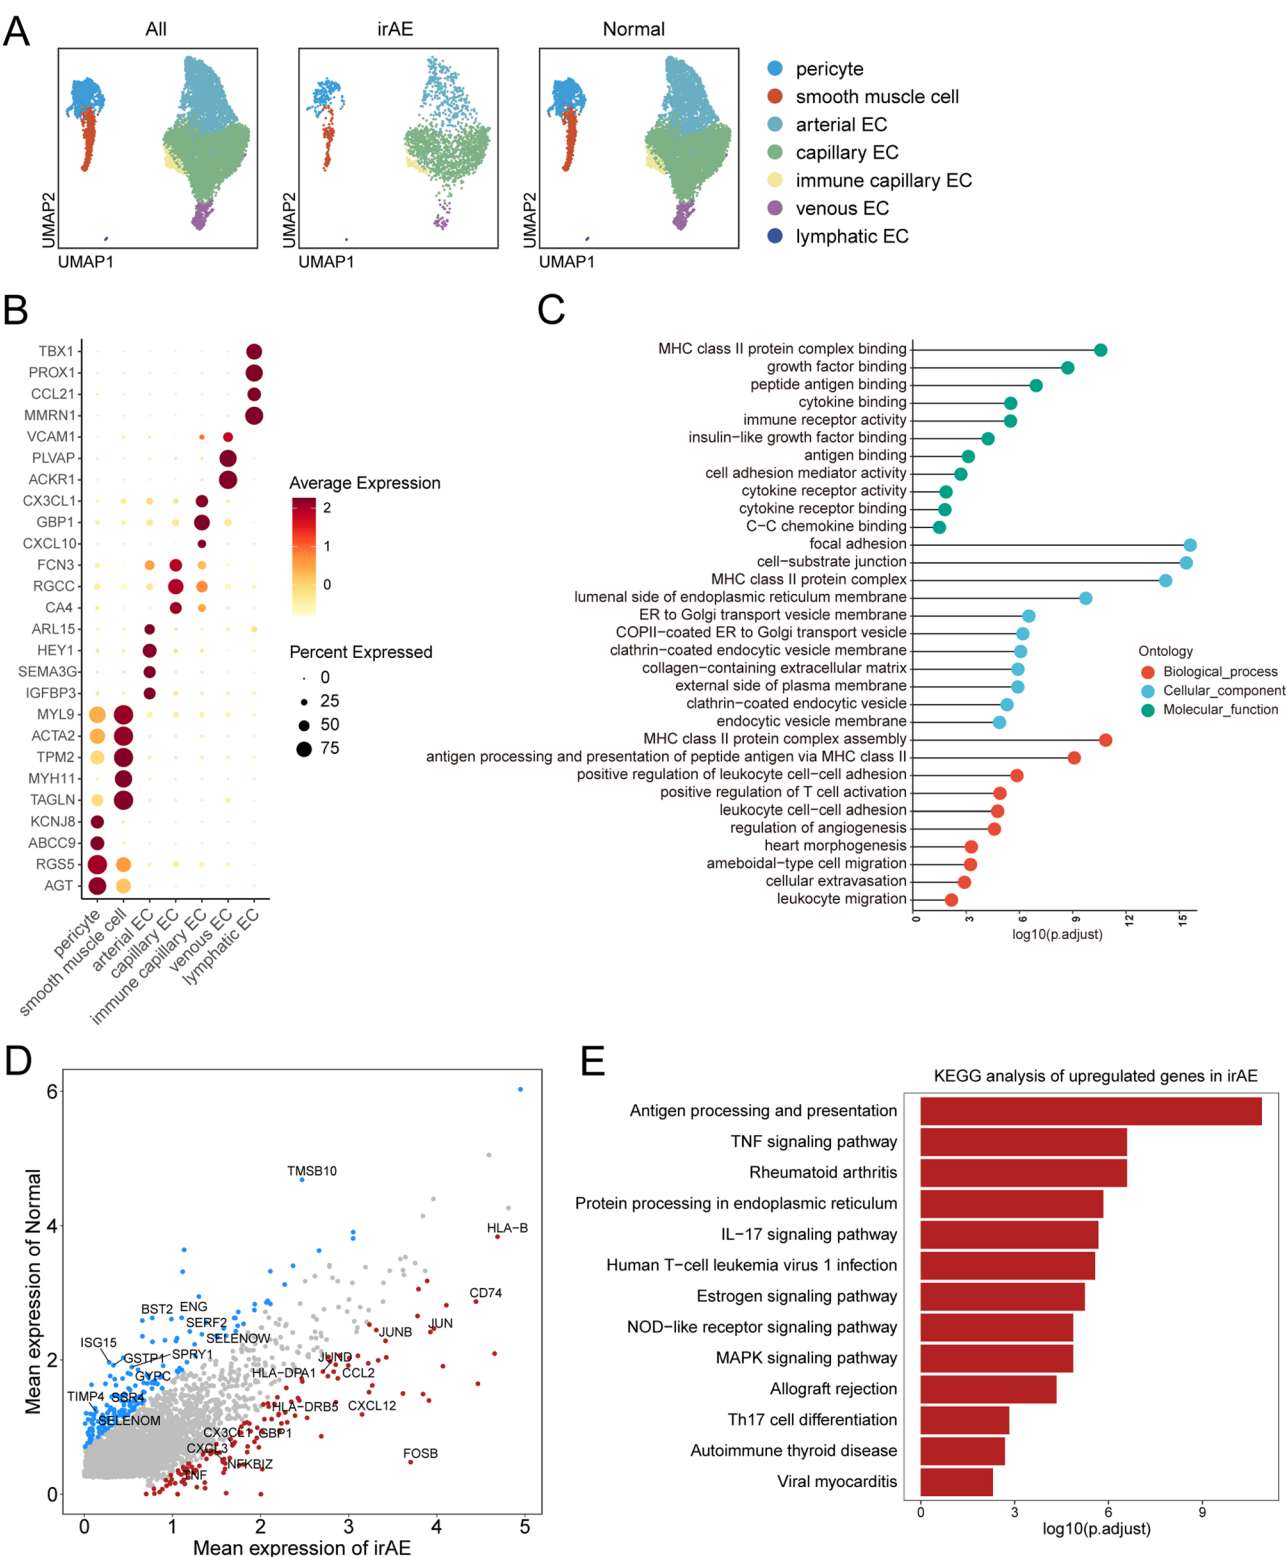 A
All
irAE
Normal
UMAP2
UMAP1
UMAP2
UMAP1
UMAP2
UMAP1
pericyte
smooth muscle cell
arterial EC
capillary EC
immune capillary EC
venous EC
lymphatic EC
B
TBX1
PROX1
CCL21
MMRN1
VCAM1
PLVAP
ACKR1
CX3CL1
GBP1
CXCL10
FCN3
RGCC
CA4
ARL15
HEY1
SEMA3G
IGFBP3
MYL9
ACTA2
TPM2
MYH11
TAGLN
KCNJ8
ABCC9
RGS5
AGT
pericyte
smooth muscle cell
arterial EC
capillary EC
immune capillary EC
venous EC
lymphatic EC
Average Expression
2
1
0
Percent Expressed
0
25
50
75
C
MHC class II protein complex binding
growth factor binding
peptide antigen binding
cytokine binding
immune receptor activity
insulin−like growth factor binding
antigen binding
cell adhesion mediator activity
cytokine receptor activity
cytokine receptor binding
C−C chemokine binding
focal adhesion
cell−substrate junction
MHC class II protein complex
lumenal side of endoplasmic reticulum membrane
ER to Golgi transport vesicle membrane
COPII−coated ER to Golgi transport vesicle
clathrin−coated endocytic vesicle membrane
collagen−containing extracellular matrix
external side of plasma membrane
clathrin−coated endocytic vesicle
endocytic vesicle membrane
MHC class II protein complex assembly
antigen processing and presentation of peptide antigen via MHC class II
positive regulation of leukocyte cell−cell adhesion
positive regulation of T cell activation
leukocyte cell−cell adhesion
regulation of angiogenesis
heart morphogenesis
ameboidal−type cell migration
cellular extravasation
leukocyte migration
0 3 6 9 12 15
log10(p.adjust)
Ontology
Biological_process
Cellular_component
Molecular_function
D
Mean expression of Normal
6
4
2
0
TMSB10
HLA−B
CD74
BST2 ENG
SERF2
JUN
JUNB
SELENOW
ISG15
GSTP1
SPRY1
JUND
GYPC
HLA−DPA1
CCL2
TIMP4
SSR4
HLA−DRB5
CXCL12
SELENOM
CX3CL1
GBP1
CXCL3
FOSB
NFKBIZ
TNF
0 1 2 3 4 5
Mean expression of irAE
E
KEGG analysis of upregulated genes in irAE
Antigen processing and presentation
TNF signaling pathway
Rheumatoid arthritis
Protein processing in endoplasmic reticulum
IL−17 signaling pathway
Human T−cell leukemia virus 1 infection
Estrogen signaling pathway
NOD−like receptor signaling pathway
MAPK signaling pathway
Allograft rejection
Th17 cell differentiation
Autoimmune thyroid disease
Viral myocarditis
0 3 6 9
log10(p.adjust)